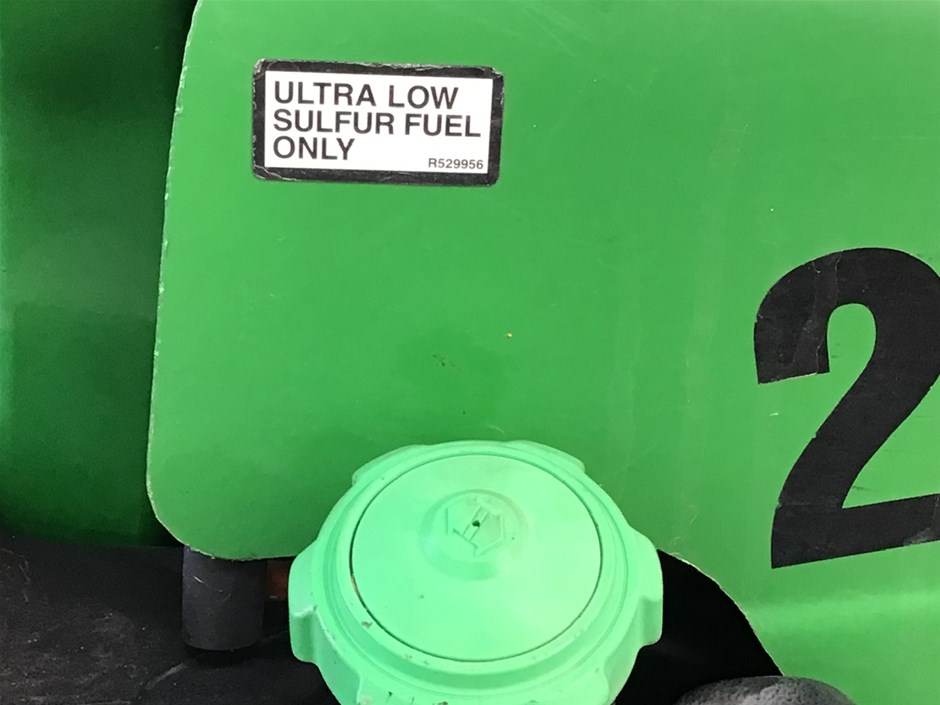 ULTRA LOW
SULFUR FUEL
ONLY
R529956
2